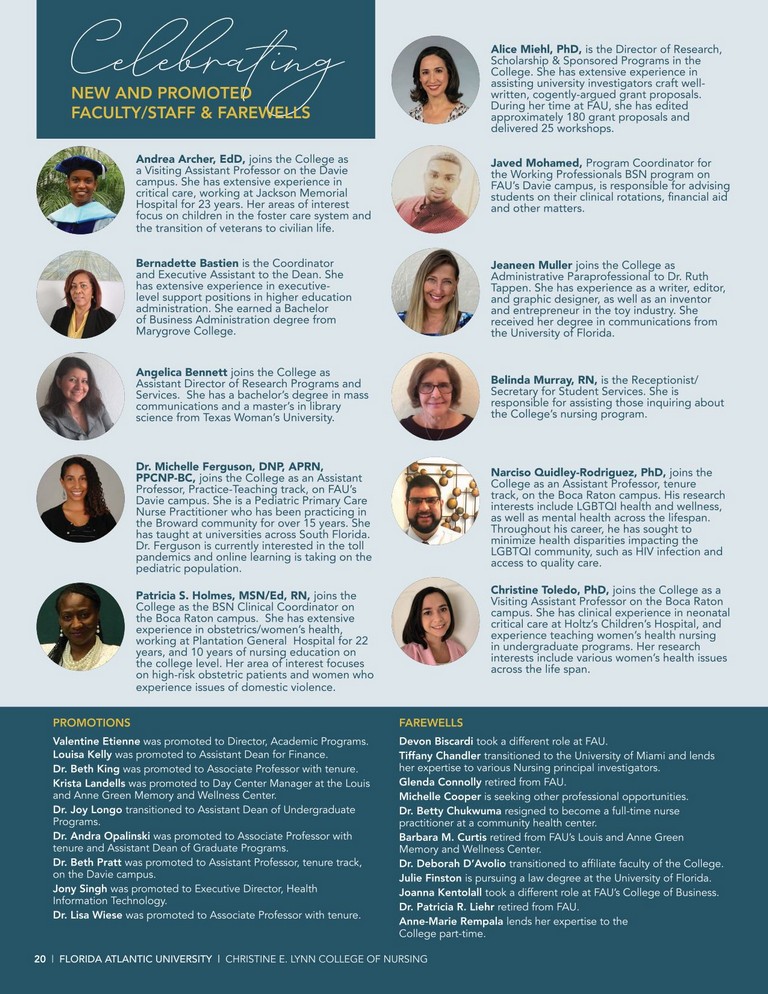 Celebrating
NEW AND PROMOTED
FACULTY/STAFF & FAREWELLS
Andrea Archer, EdD, joins the College as
a Visiting Assistant Professor on the Davie
campus. She has extensive experience in
critical care, working at Jackson Memorial
Hospital for 23 years. Her areas of interest
focus on children in the foster care system and
the transition of veterans to civilian life.
Bernadette Bastien is the Coordinator
and Executive Assistant to the Dean. She
has extensive experience in executive-
level support positions in higher education
administration. She earned a Bachelor
of Business Administration degree from
Marygrove College.
Angelica Bennett joins the College as
Assistant Director of Research Programs and
Services. She has a bachelor's degree in mass
communications and a master's in library
science from Texas Woman's University.
Dr. Michelle Ferguson, DNP, APRN,
PPCNP-BC, joins the College as an Assistant
Professor, Practice-Teaching track, on FAU's
Davie campus. She is a Pediatric Primary Care
Nurse Practitioner who has been practicing in
the Broward community for over 15 years. She
has taught at universities across South Florida.
Dr. Ferguson is currently interested in the toll
pandemics and online learning is taking on the
pediatric population.
Patricia S. Holmes, MSN/Ed, RN, joins the
College as the BSN Clinical Coordinator on
the Boca Raton campus. She has extensive
experience in obstetrics/women's health,
working at Plantation General Hospital for 22
years, and 10 years of nursing education on
the college level. Her area of interest focuses
on high-risk obstetric patients and women who
experience issues of domestic violence.
Alice Miehl, PhD, is the Director of Research,
Scholarship & Sponsored Programs in the
College. She has extensive experience in
assisting university investigators craft well-
written, cogently-argued grant proposals.
During her time at FAU, she has edited
approximately 180 grant proposals and
delivered 25 workshops.
Javed Mohamed, Program Coordinator for
the Working Professionals BSN program on
FAU's Davie campus, is responsible for advising
students on their clinical rotations, financial aid
and other matters.
Jeaneen Muller joins the College as
Administrative Paraprofessional to Dr. Ruth
Tappen. She has experience as a writer, editor,
and graphic designer, as well as an inventor
and entrepreneur in the toy industry. She
received her degree in communications from
the University of Florida.
Belinda Murray, RN, is the Receptionist/
Secretary for Student Services. She is
responsible for assisting those inquiring about
the College's nursing program.
Narciso Quidley-Rodriguez, PhD, joins the
College as an Assistant Professor, tenure
track, on the Boca Raton campus. His research
interests include LGBTQI health and wellness,
as well as mental health across the lifespan.
Throughout his career, he has sought to
minimize health disparities impacting the
LGBTQI community, such as HIV infection and
access to quality care.
Christine Toledo, PhD, joins the College as a
Visiting Assistant Professor on the Boca Raton
campus. She has clinical experience in neonatal
critical care at Holtz's Children's Hospital, and
experience teaching women's health nursing
in undergraduate programs. Her research
interests include various women's health issues
across the life span.
PROMOTIONS
Valentine Etienne was promoted to Director, Academic Programs.
Louisa Kelly was promoted to Assistant Dean for Finance.
Dr. Beth King was promoted to Associate Professor with tenure.
Krista Landells was promoted to Day Center Manager at the Louis
and Anne Green Memory and Wellness Center.
Dr. Joy Longo transitioned to Assistant Dean of Undergraduate
Programs.
Dr. Andra Opalinski was promoted to Associate Professor with
tenure and Assistant Dean of Graduate Programs.
Dr. Beth Pratt was promoted to Assistant Professor, tenure track,
on the Davie campus.
Jony Singh was promoted to Executive Director, Health
Information Technology.
Dr. Lisa Wiese was promoted to Associate Professor with tenure.
FAREWELLS
Devon Biscardi took a different role at FAU.
Tiffany Chandler transitioned to the University of Miami and lends
her expertise to various Nursing principal investigators.
Glenda Connolly retired from FAU.
Michelle Cooper is seeking other professional opportunities.
Dr. Betty Chukwuma resigned to become a full-time nurse
practitioner at a community health center.
Barbara M. Curtis retired from FAU's Louis and Anne Green
Memory and Wellness Center.
Dr. Deborah D'Avolio transitioned to affiliate faculty of the College.
Julie Finston is pursuing a law degree at the University of Florida.
Joanna Kentolall took a different role at FAU's College of Business.
Dr. Patricia R. Liehr retired from FAU.
Anne-Marie Rempala lends her expertise to the
College part-time.
20 | FLORIDA ATLANTIC UNIVERSITY | CHRISTINE E. LYNN COLLEGE OF NURSING